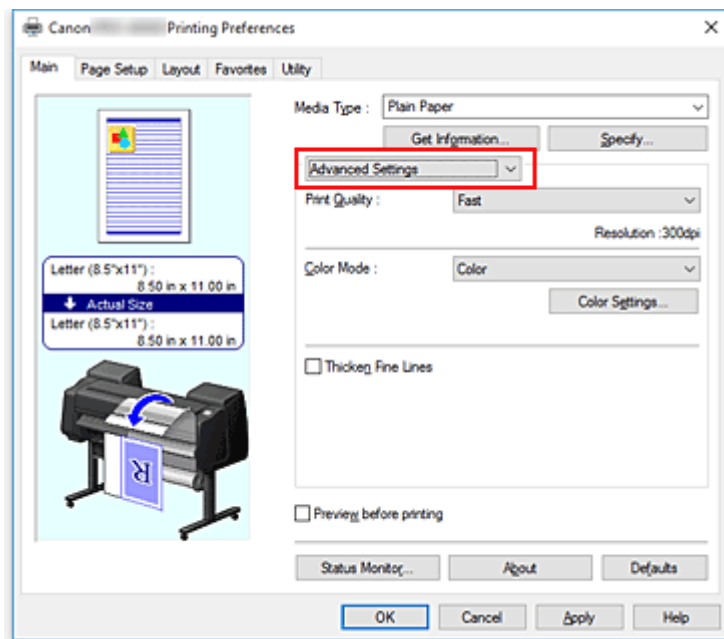 Canon Printing Preferences
Main Page Setup Layout Favorites Utility
Media Type : Plain Paper
Get Information... Specify...
Advanced Settings
Print Quality : Fast
Resolution :300dpi
Color Mode : Color
Color Settings...
Thicken Fine Lines
Letter (8.5"x11") :
8.50 in x 11.00 in
Actual Size
Letter (8.5"x11") :
8.50 in x 11.00 in
R
Preview before printing
Status Monitor... About Defaults
OK Cancel Apply Help